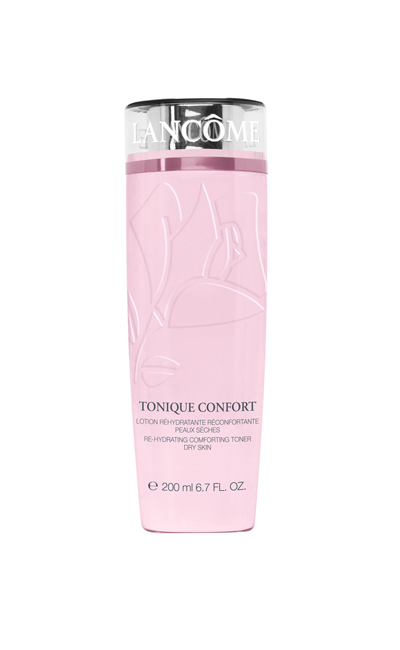 LANCÔME
TONIQUE CONFORT
LOTION RÉHYDRATANTE RÉCONFORTANTE
PEAUX SÈCHES
RE-HYDRATING COMFORTING TONER
DRY SKIN
℮ 200 ml 6.7 FL. OZ.